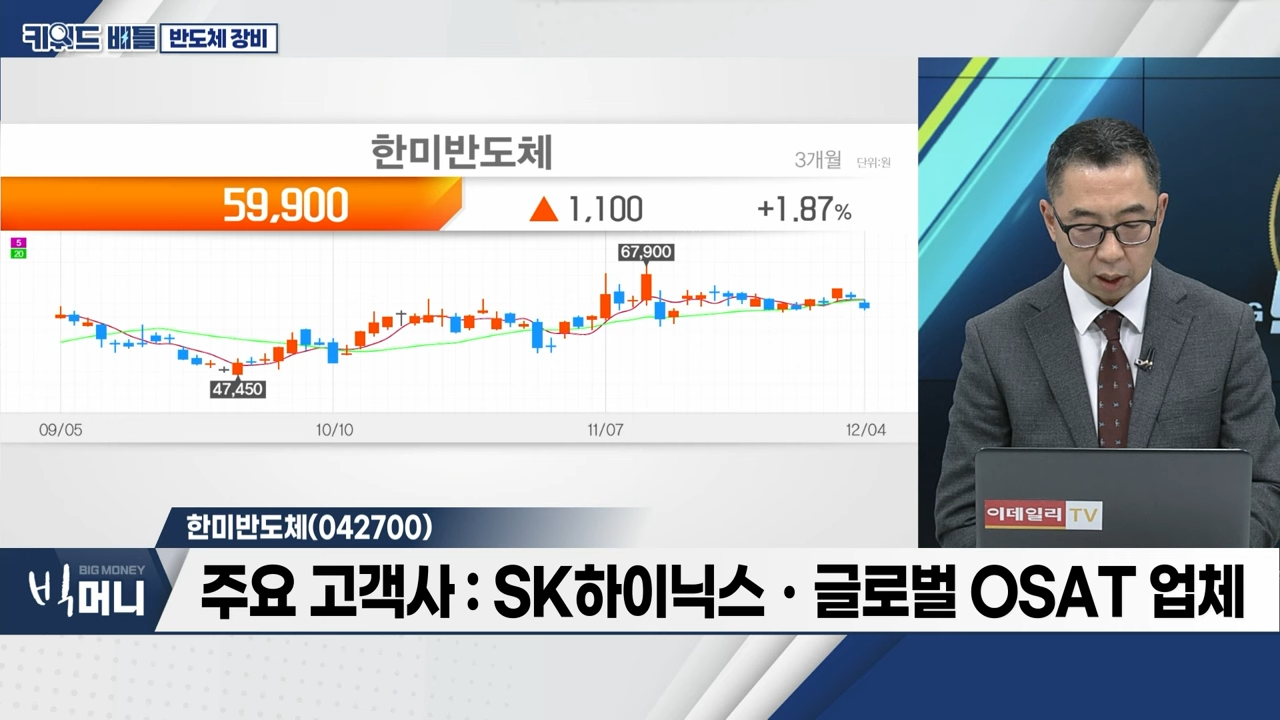 키워드 배틀 반도체 장비
한미반도체
3개월 단위:원
59,900 ▲ 1,100 +1.87%
5
20
67,900
47,450
09/05 10/10 11/07 12/04
G
이데일리 TV
한미반도체(042700)
BIG MONEY
빅머니
주요 고객사 : SK하이닉스 · 글로벌 OSAT 업체